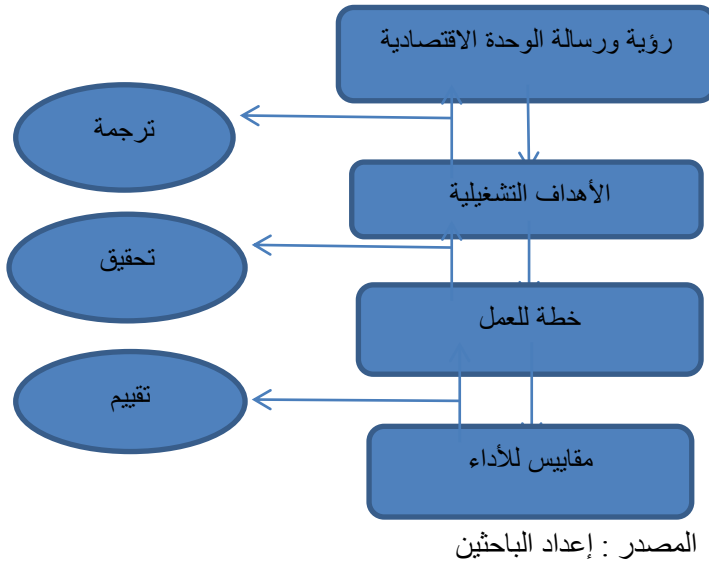 رؤية ورسالة الوحدة الاقتصادية
ترجمة
الأهداف التشغيلية
تحقيق
خطة للعمل
تقييم
مقاييس للأداء
المصدر : إعداد الباحثين